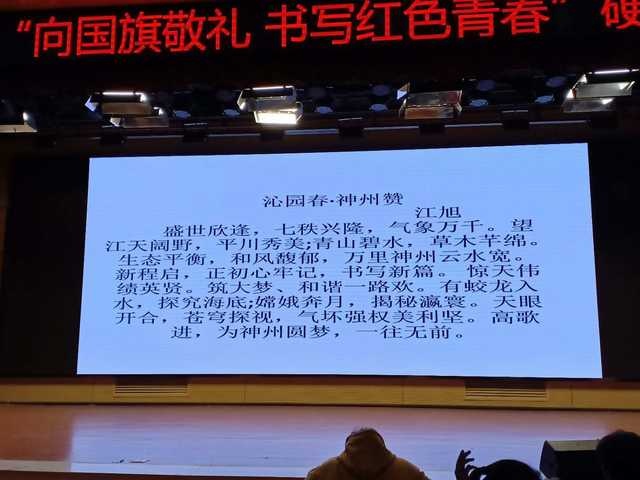 “向国旗敬礼 书写红色青春” 硬
沁园春·神州赞
江旭
盛世欣逢，七秩兴隆，气象万千。望
江天阔野，平川秀美;青山碧水，草木芊绵。
生态平衡，和风馥郁，万里神州云水宽。
新程启，正初心牢记，书写新篇。 惊天伟
绩英贤。筑大梦、和谐一路欢。有蛟龙入
水，探究海底;嫦娥奔月，揭秘瀛寰。天眼
开合，苍穹探视，气坏强权美利坚。高歌
进，为神州圆梦，一往无前。